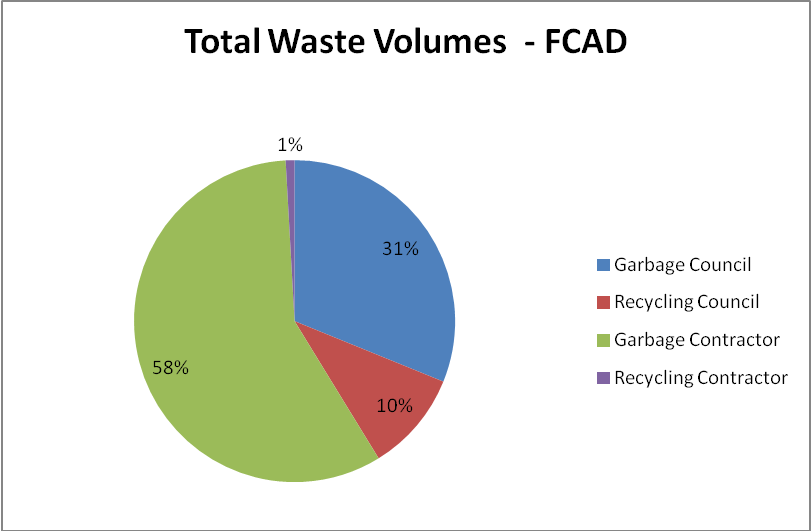 Total Waste Volumes  - FCAD
1%
31%
10%
58%
Garbage Council
Recycling Council
Garbage Contractor
Recycling Contractor